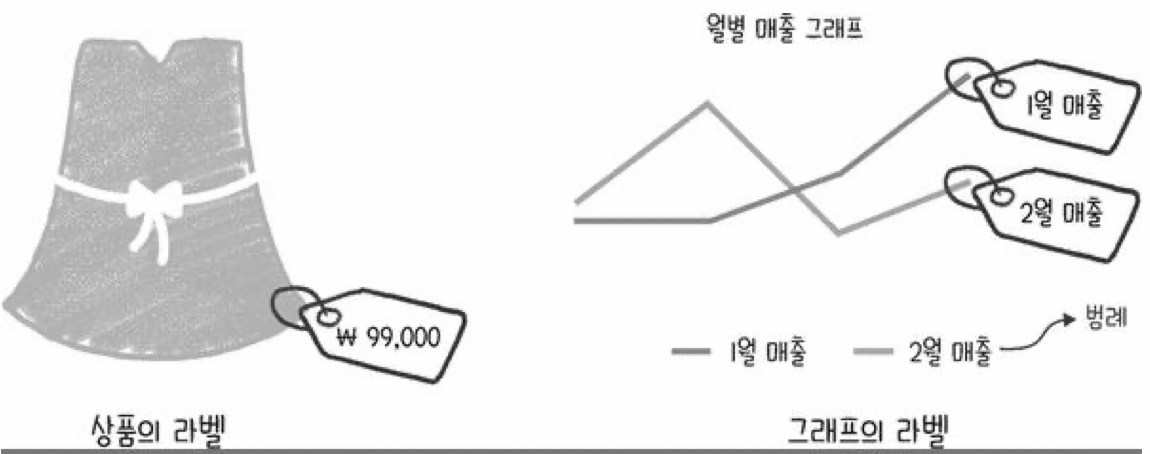 월별 매출 그래프
1월 매출
2월 매출
₩ 99,000
범례
1월 매출 2월 매출
상품의 라벨
그래프의 라벨